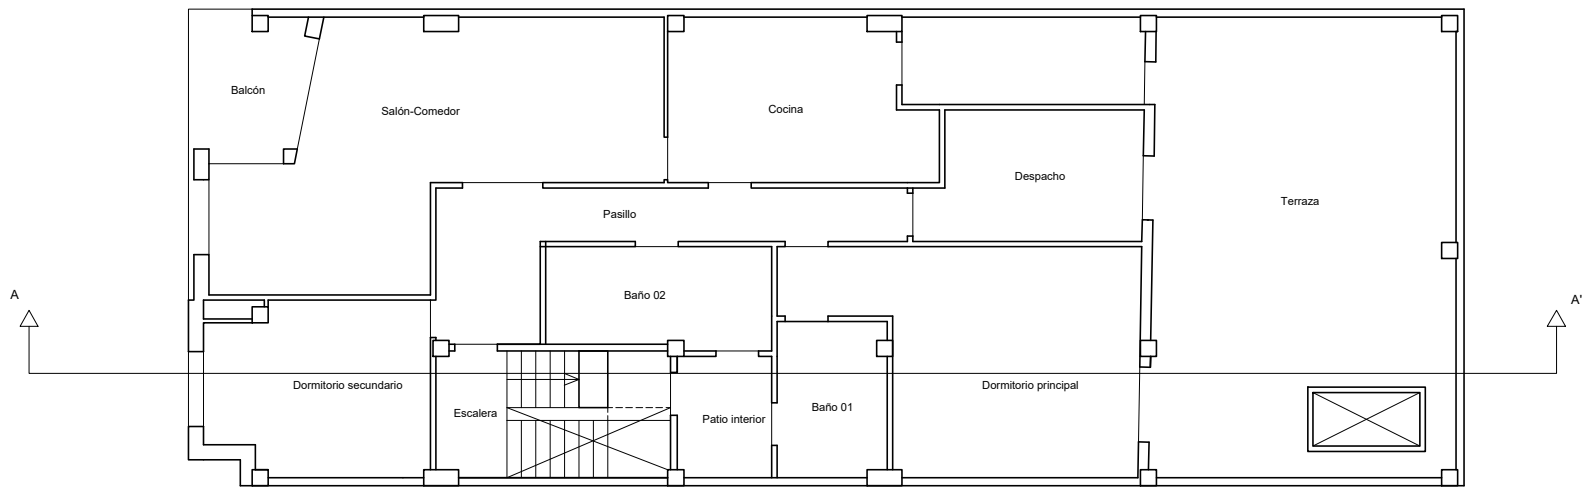 Balcón
Salón-Comedor
Cocina
Despacho
Terraza
Pasillo
A
Baño 02
A'
Dormitorio secundario
Dormitorio principal
Escalera
Patio interior
Baño 01